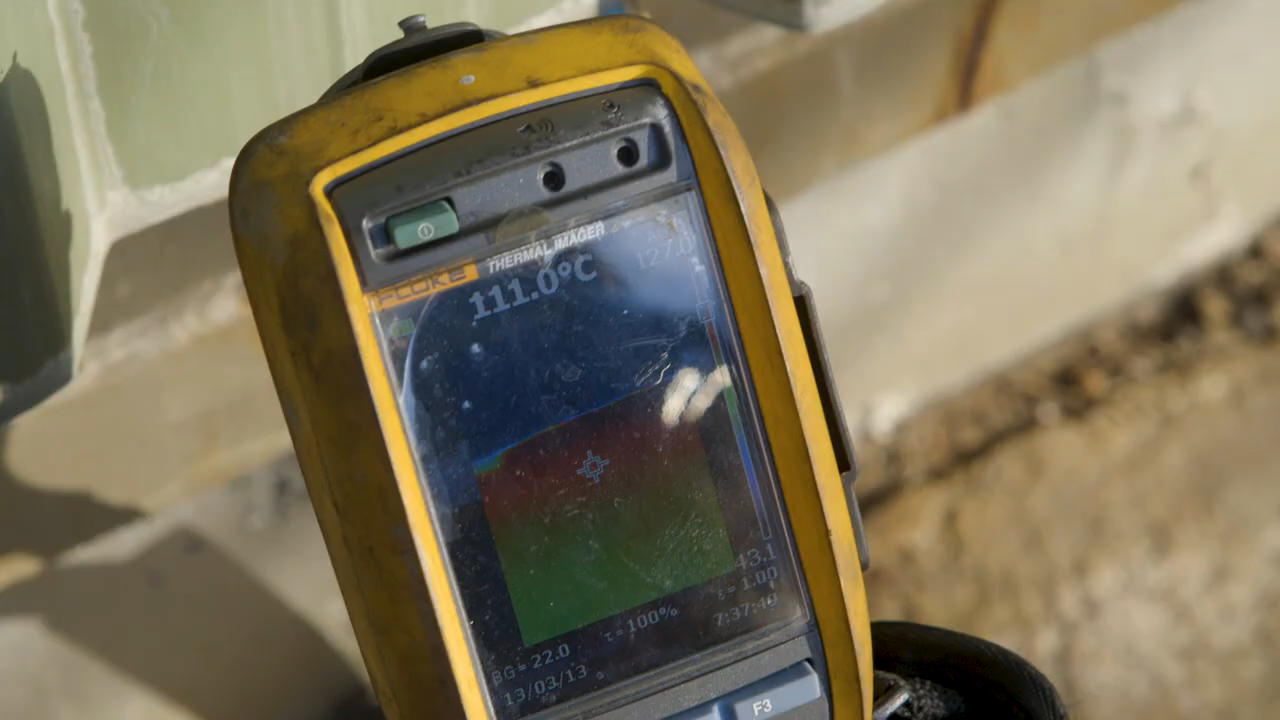 FLUKE THERMAL IMAGER
111.0°C
127.0
43.1
ε= 1.00
τ= 100%
7:37:49
BG= 22.0
13/03/13
F3